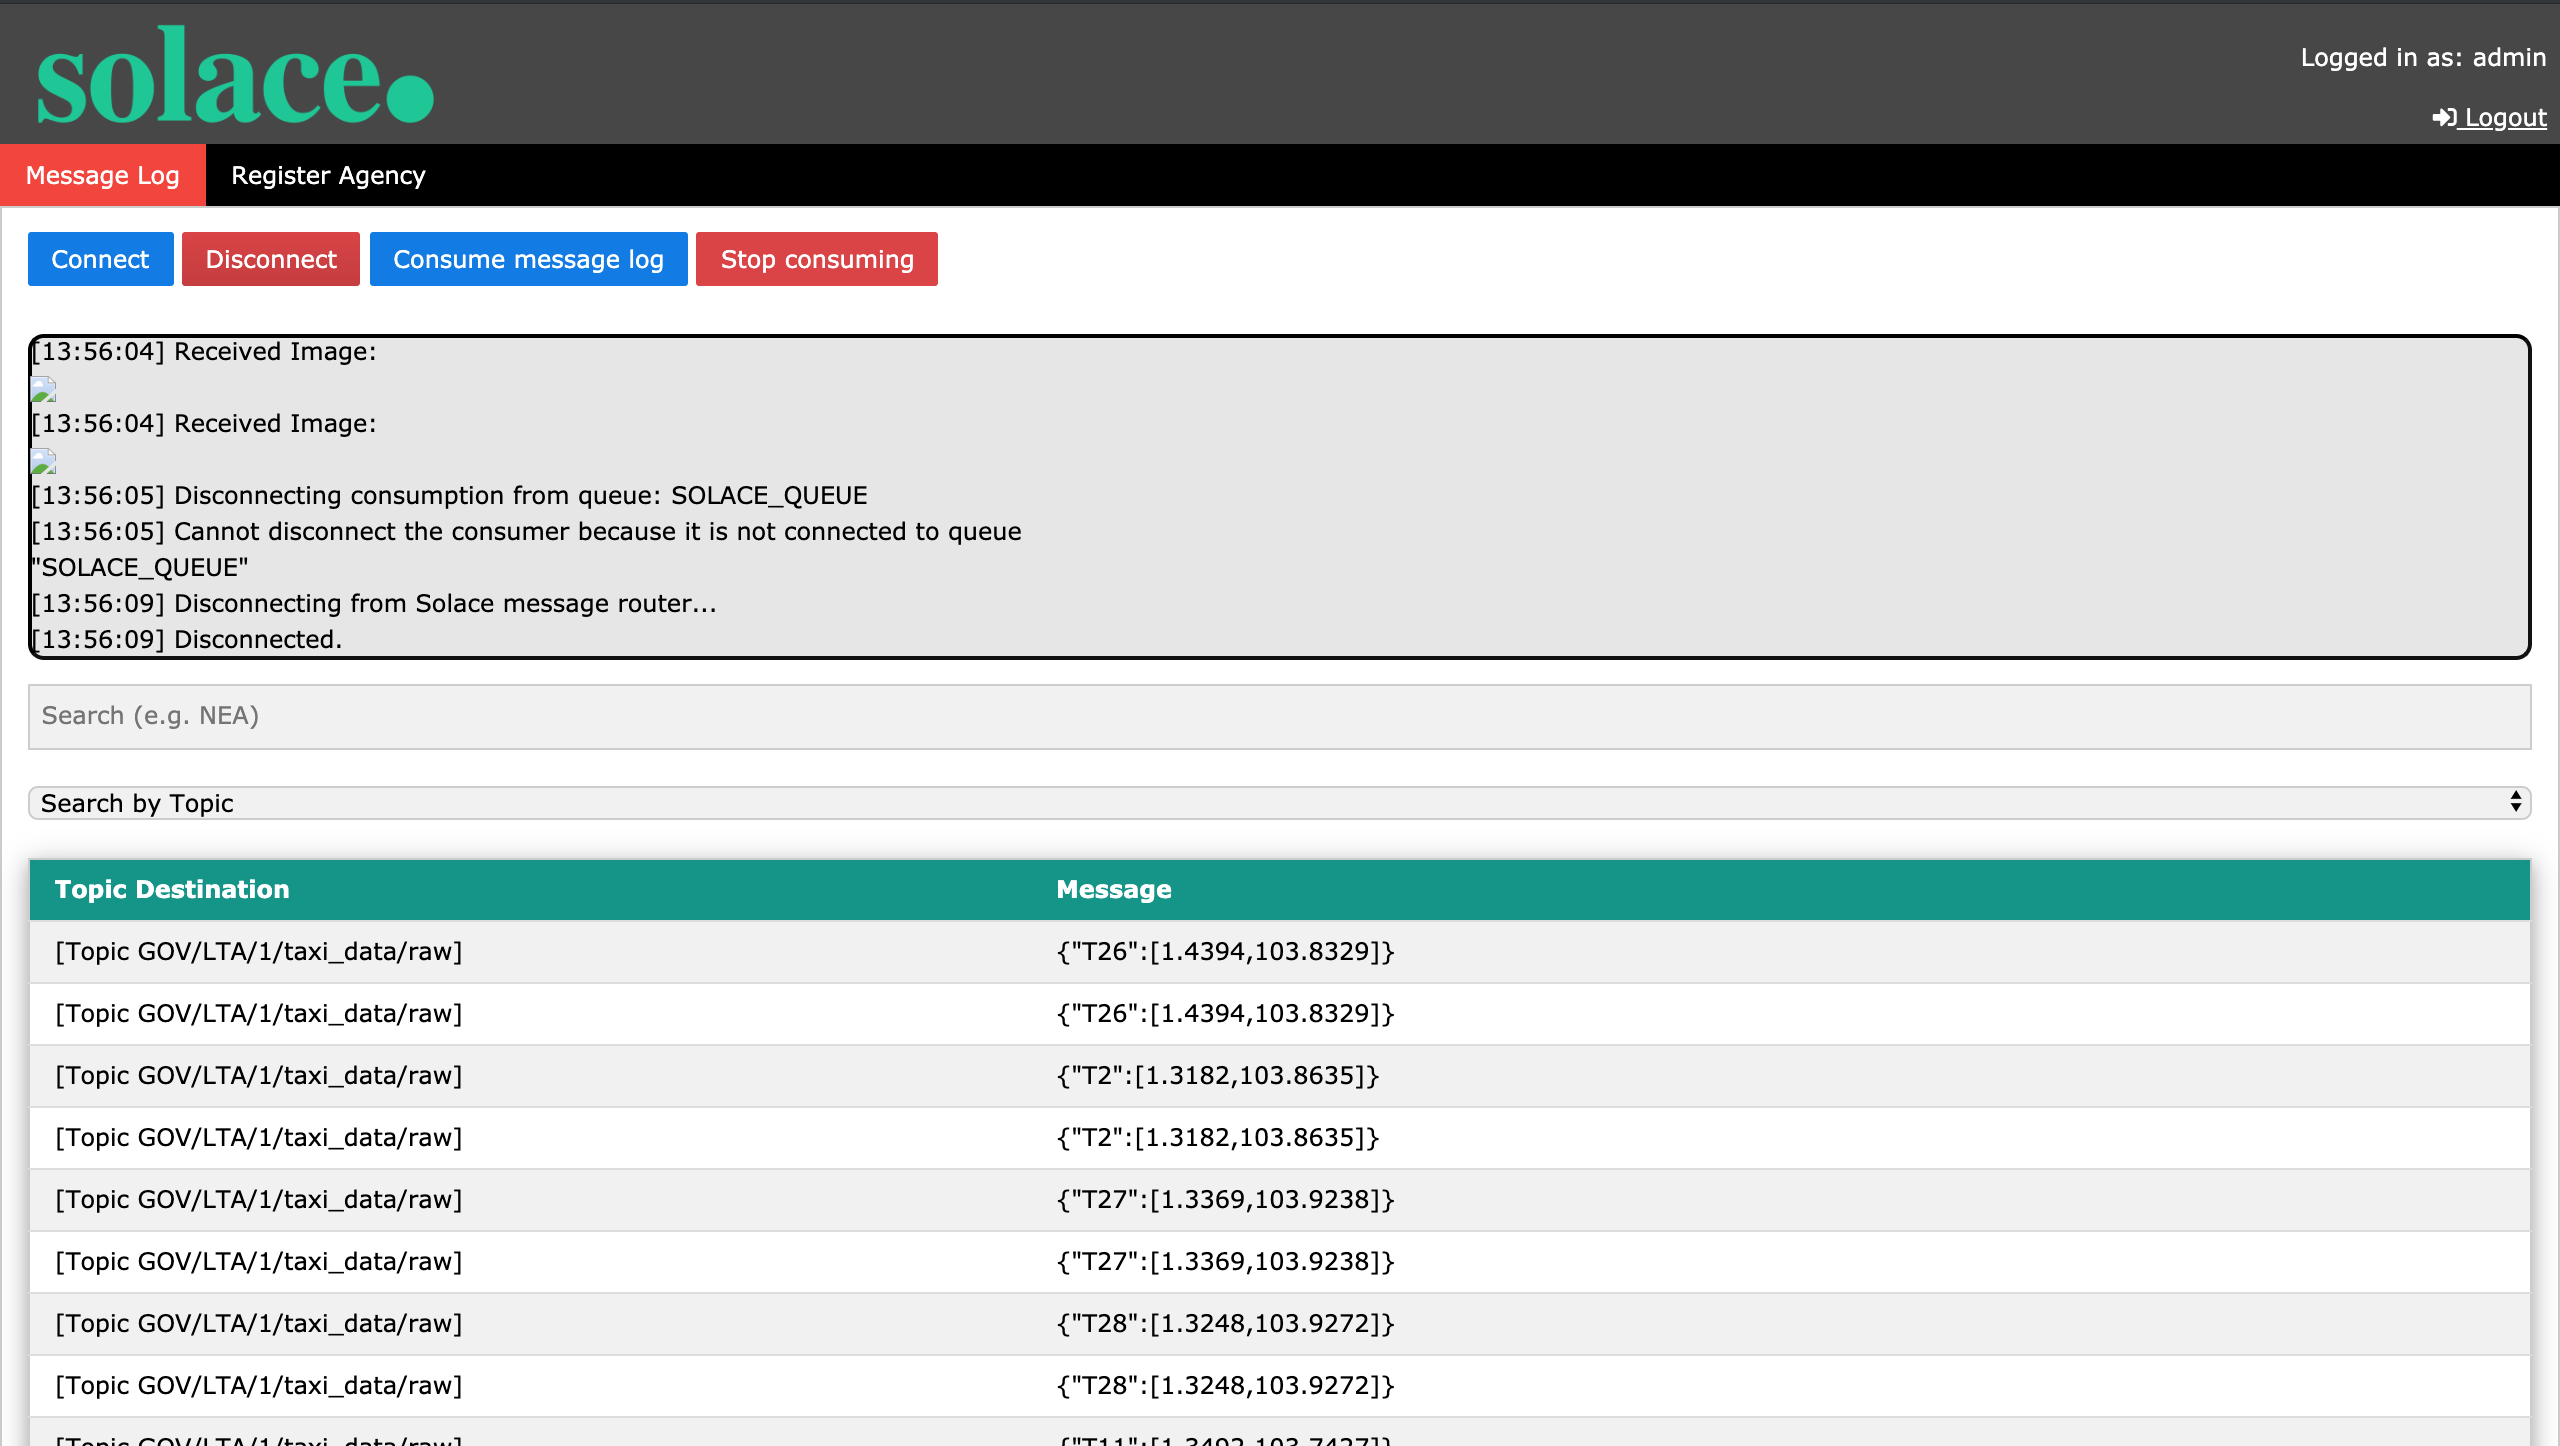 solace.
Logged in as: admin
Logout
Message Log Register Agency
Connect Disconnect Consume message log Stop consuming
[13:56:04] Received Image:
[13:56:04] Received Image:
[13:56:05] Disconnecting consumption from queue: SOLACE_QUEUE
[13:56:05] Cannot disconnect the consumer because it is not connected to queue
"SOLACE_QUEUE"
[13:56:09] Disconnecting from Solace message router...
[13:56:09] Disconnected.
Search (e.g. NEA)
Search by Topic
Topic Destination Message
[Topic GOV/LTA/1/taxi_data/raw] {"T26":[1.4394,103.8329]}
[Topic GOV/LTA/1/taxi_data/raw] {"T26":[1.4394,103.8329]}
[Topic GOV/LTA/1/taxi_data/raw] {"T2":[1.3182,103.8635]}
[Topic GOV/LTA/1/taxi_data/raw] {"T2":[1.3182,103.8635]}
[Topic GOV/LTA/1/taxi_data/raw] {"T27":[1.3369,103.9238]}
[Topic GOV/LTA/1/taxi_data/raw] {"T27":[1.3369,103.9238]}
[Topic GOV/LTA/1/taxi_data/raw] {"T28":[1.3248,103.9272]}
[Topic GOV/LTA/1/taxi_data/raw] {"T28":[1.3248,103.9272]}
[Topic GOV/LTA/1/taxi_data/raw]